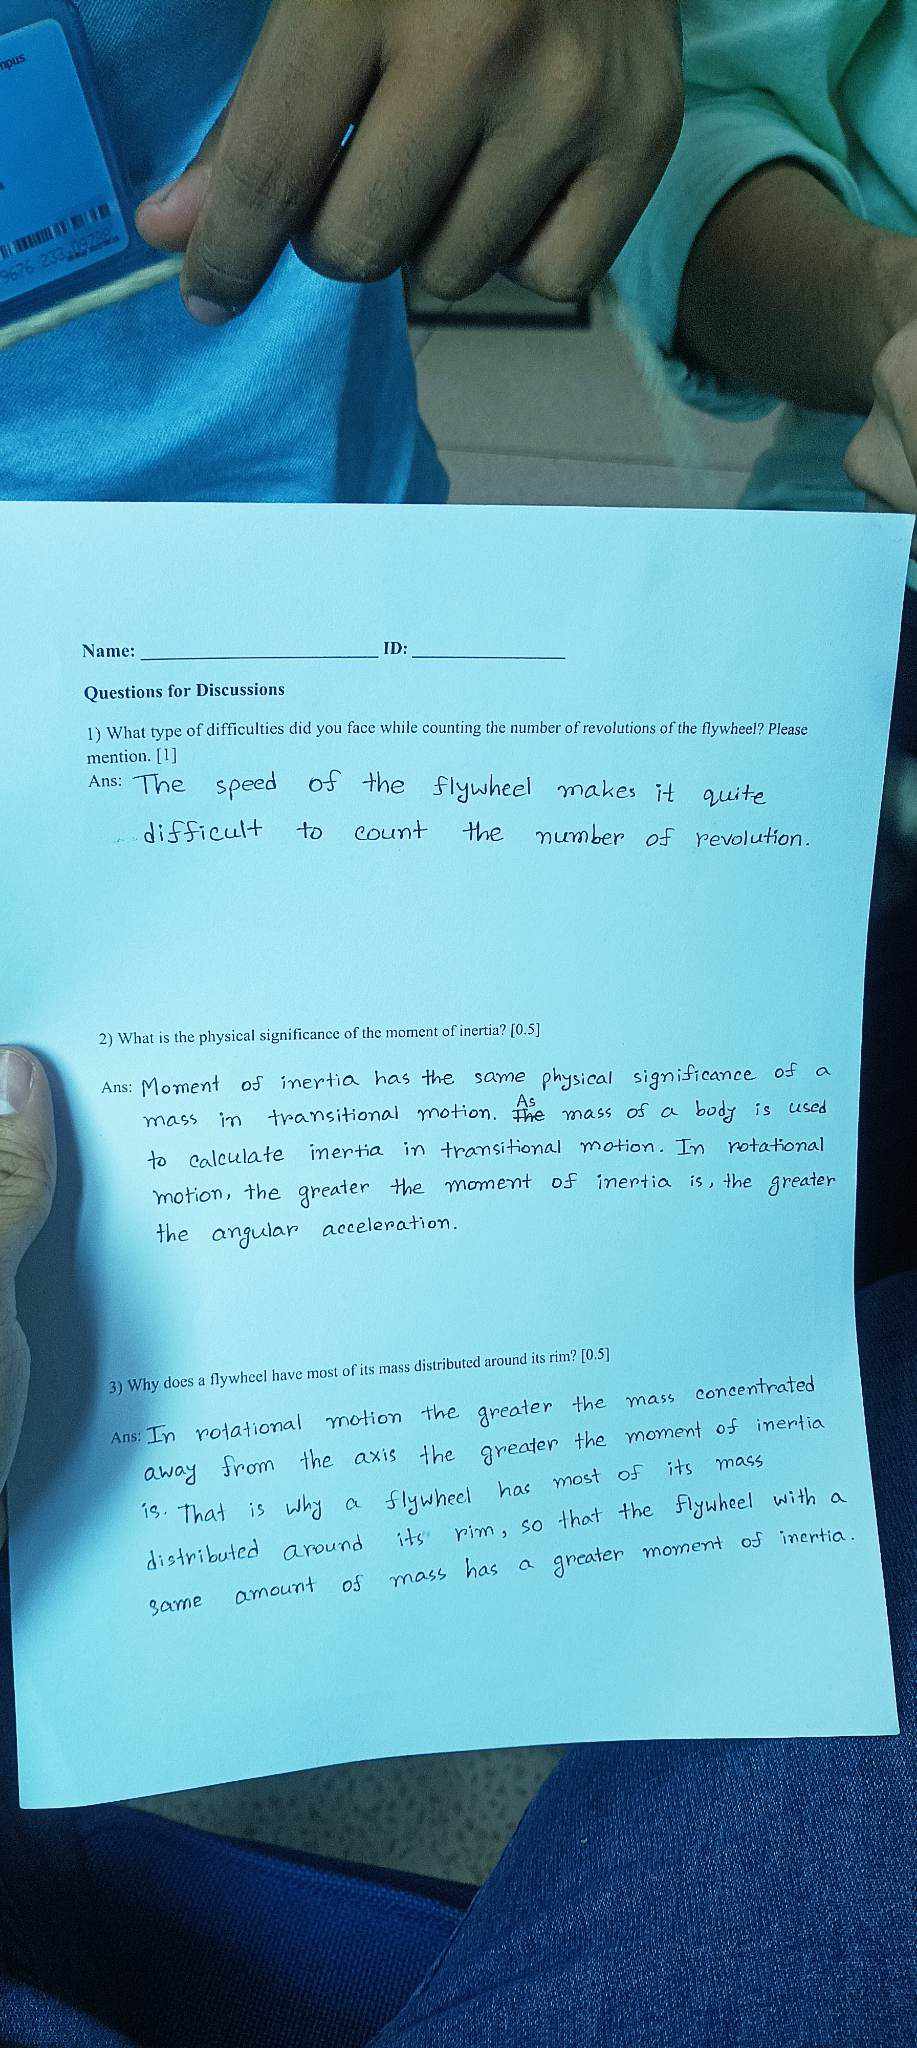 mpus
Name: ____________________ ID: ____________________
Questions for Discussions
1) What type of difficulties did you face while counting the number of revolutions of the flywheel? Please
mention. [1]
Ans: The speed of the flywheel makes it quite
difficult to count the number of revolution.
2) What is the physical significance of the moment of inertia? [0.5]
Ans: Moment of inertia has the same physical significance of a
mass in transitional motion. As mass of a body is used
to calculate inertia in transitional motion. In rotational
motion, the greater the moment of inertia is, the greater
the angular acceleration.
3) Why does a flywheel have most of its mass distributed around its rim? [0.5]
Ans: In rotational motion the greater the mass concentrated
away from the axis the greater the moment of inertia
is. That is why a flywheel has most of its mass
distributed around its rim, so that the flywheel with a
same amount of mass has a greater moment of inertia.